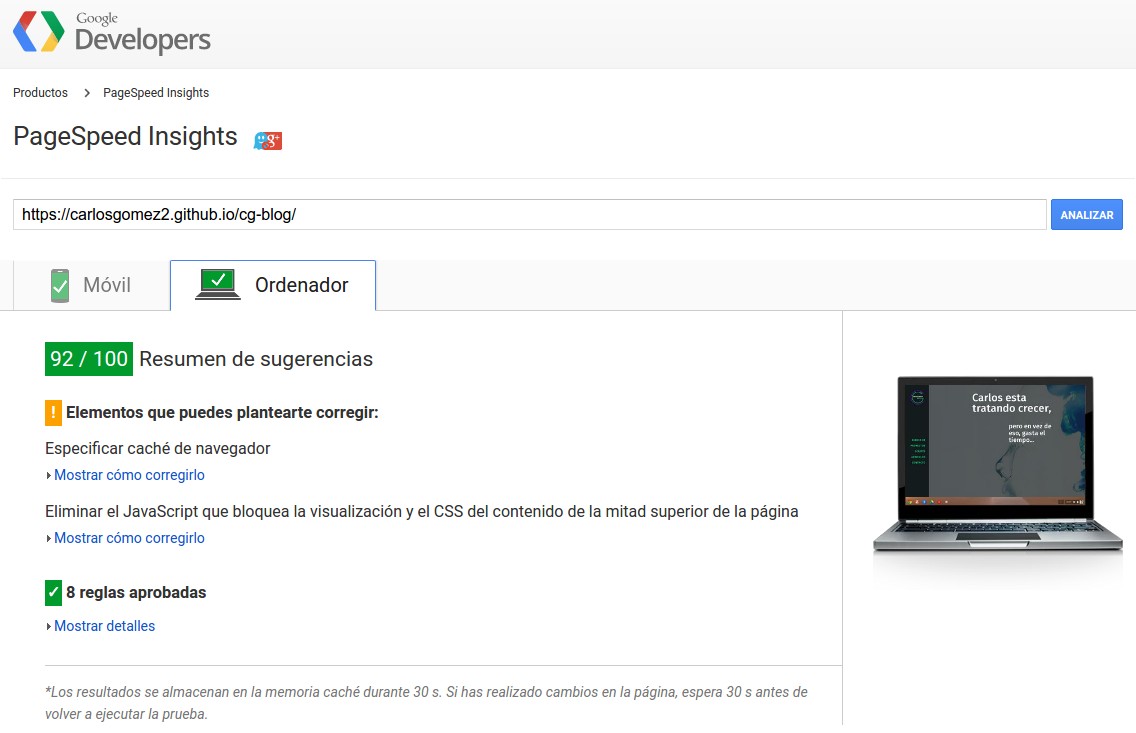 Google
Developers
Productos > PageSpeed Insights
PageSpeed Insights
g+
https://carlosgomez2.github.io/cg-blog/
ANALIZAR
Móvil
Ordenador
92 / 100 Resumen de sugerencias
! Elementos que puedes plantearte corregir:
Especificar caché de navegador
Mostrar cómo corregirlo
Eliminar el JavaScript que bloquea la visualización y el CSS del contenido de la mitad superior de la página
Mostrar cómo corregirlo
8 reglas aprobadas
Mostrar detalles
*Los resultados se almacenan en la memoria caché durante 30 s. Si has realizado cambios en la página, espera 30 s antes de
volver a ejecutar la prueba.
Carlos esta
tratando crecer,
pero en vez de
eso, gasta el
tiempo...